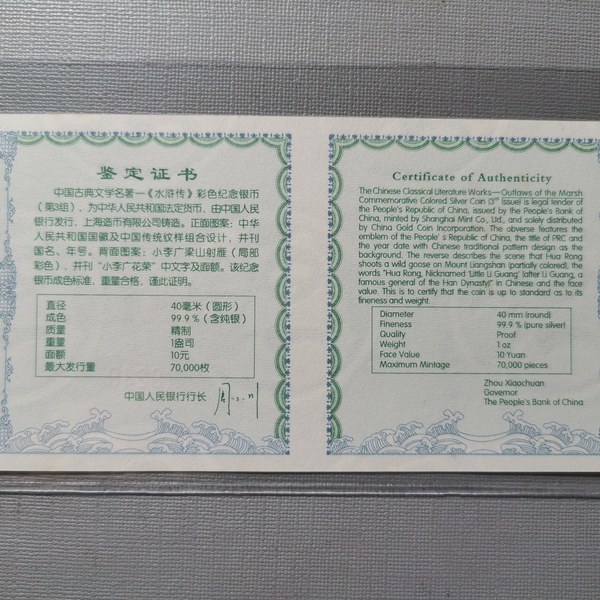 鉴定证书
中国古典文学名著—《水浒传》彩色纪念银币
(第3组),为中华人民共和国法定货币,由中国人民
银行发行,上海造币有限公司铸造。正面图案:中华
人民共和国国徽及中国传统纹样组合设计,并刊
国名、年号。背面图案:小李广梁山射雁(局部
彩色),并刊“小李广花荣”中文字及面额。该纪念
银币成色标准,重量合格,谨此证明。
直径 40毫米(圆形)
成色 99.9%(含纯银)
质量 精制
重量 1盎司
面额 10元
最大发行量 70,000枚
中国人民银行行长
Certificate of Authenticity
The Chinese Classical Literature Works—Outlaws of the Marsh
Commemorative Colored Silver Coin (3rd Issue) is legal tender of
the People's Republic of China, issued by the People's Bank of
China, minted by Shanghai Mint Co., Ltd., and solely distributed
by China Gold Coin Incorporation. The obverse features the
emblem of the People's Republic of China, the title of PRC and
the year date with Chinese traditional pattern design as the
background. The reverse describes the scene that Hua Rong
shoots a wild goose on Mount Liangshan (partially colored), the
words "Hua Rong, Nicknamed 'Little Li Guang' (after Li Guang, a
famous general of the Han Dynasty)" in Chinese and the face
value. This is to certify that the coin is up to standard as to its
fineness and weight.
Diameter 40 mm (round)
Fineness 99.9 % (pure silver)
Quality Proof
Weight 1 oz
Face Value 10 Yuan
Maximum Mintage 70,000 pieces
Zhou Xiaochuan
Governor
The People's Bank of China